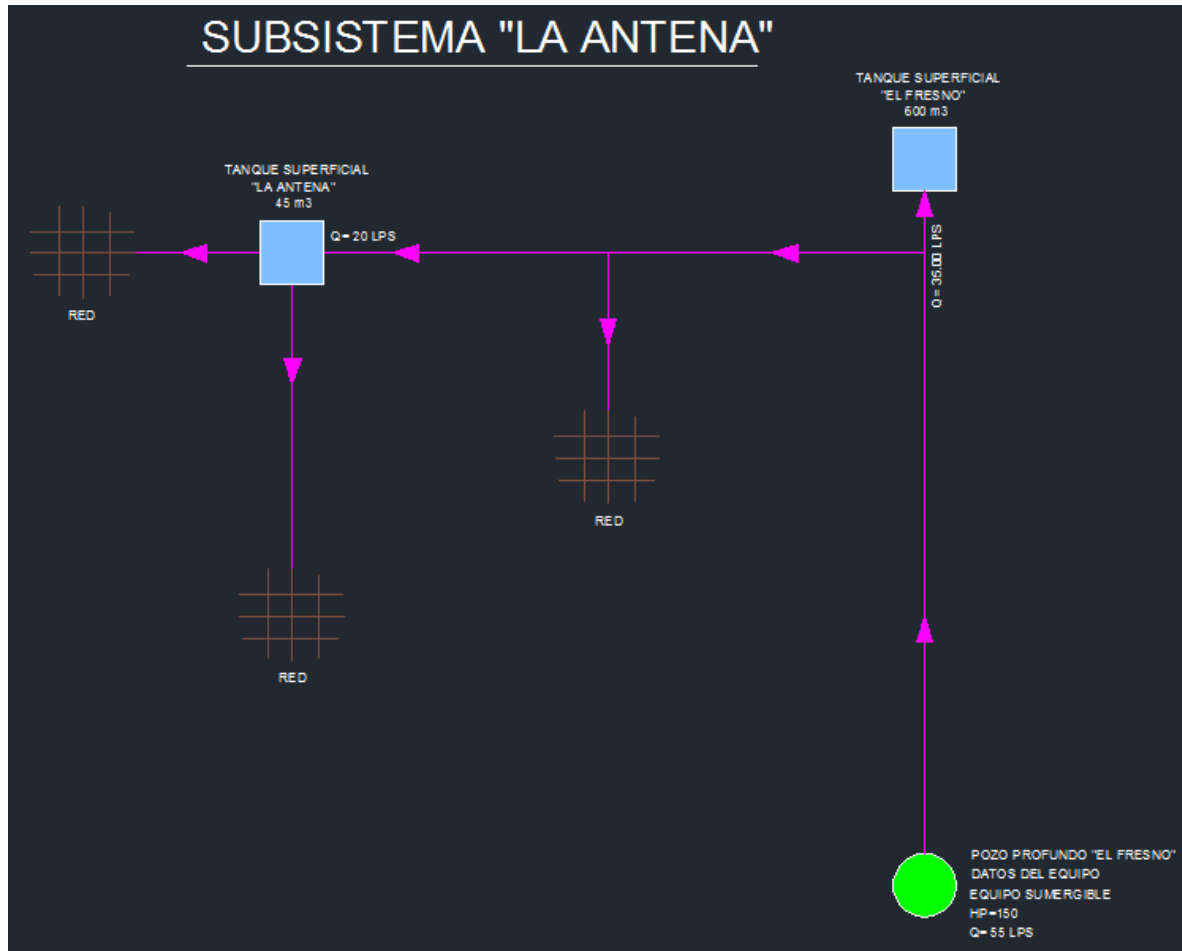 SUBSISTEMA "LA ANTENA"
TANQUE SUPERFICIAL
"EL FRESNO"
600 m3
TANQUE SUPERFICIAL
"LA ANTENA"
45 m3
Q= 20 LPS
Q= 35.00 LPS
RED
RED
RED
POZO PROFUNDO "EL FRESNO"
DATOS DEL EQUIPO
EQUIPO SUMERGIBLE
HP=150
Q= 55 LPS